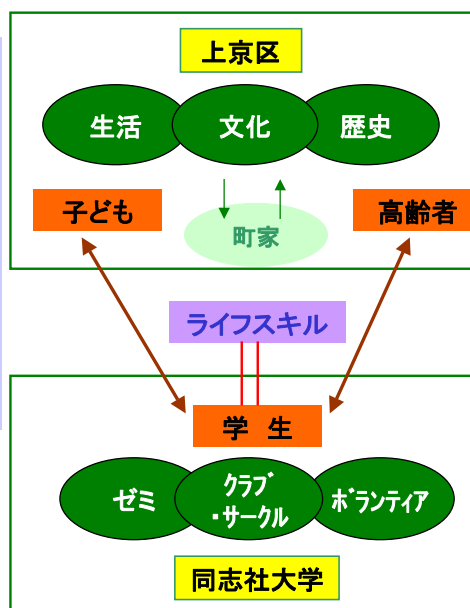 上京区
生活
文化
歴史
子ども
高齢者
町家
ライフスキル
学 生
ゼミ
クラブ
・サークル
ボランティア
同志社大学